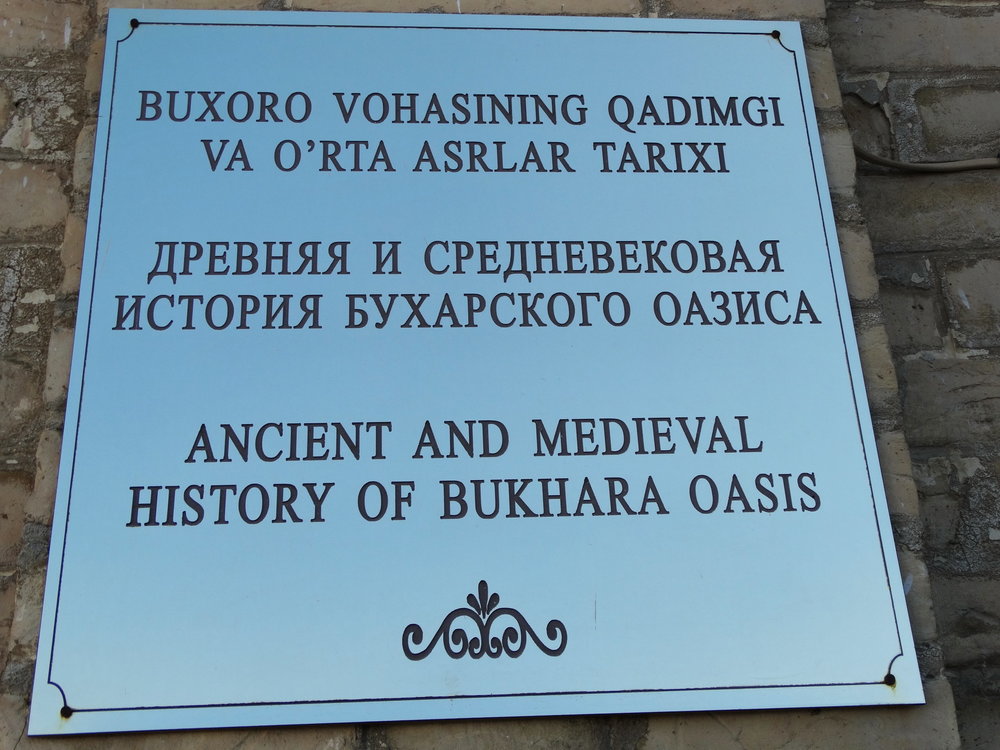 BUXORO VOHASINING QADIMGI
VA O’RTA ASRLAR TARIXI
ДРЕВНЯЯ И СРЕДНЕВЕКОВАЯ
ИСТОРИЯ БУХАРСКОГО ОАЗИСА
ANCIENT AND MEDIEVAL
HISTORY OF BUKHARA OASIS